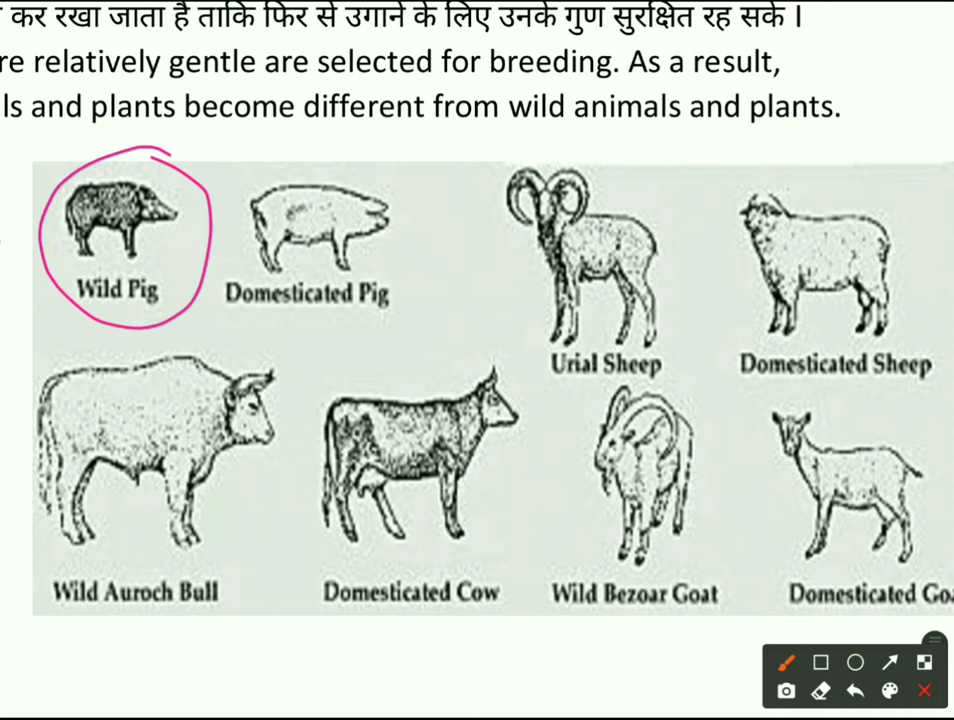 कर रखा जाता है ताकि फिर से उगाने के लिए उनके गुण सुरक्षित रह सकें ।
re relatively gentle are selected for breeding. As a result,
ls and plants become different from wild animals and plants.
Wild Pig
Domesticated Pig
Urial Sheep
Domesticated Sheep
Wild Auroch Bull
Domesticated Cow
Wild Bezoar Goat
Domesticated Goa